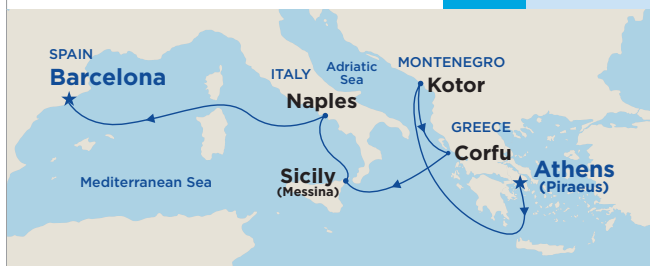 SPAIN
Barcelona
ITALY
Adriatic
Sea
MONTENEGRO
Kotor
Naples
GREECE
Corfu
Athens
(Piraeus)
Sicily
(Messina)
Mediterranean Sea